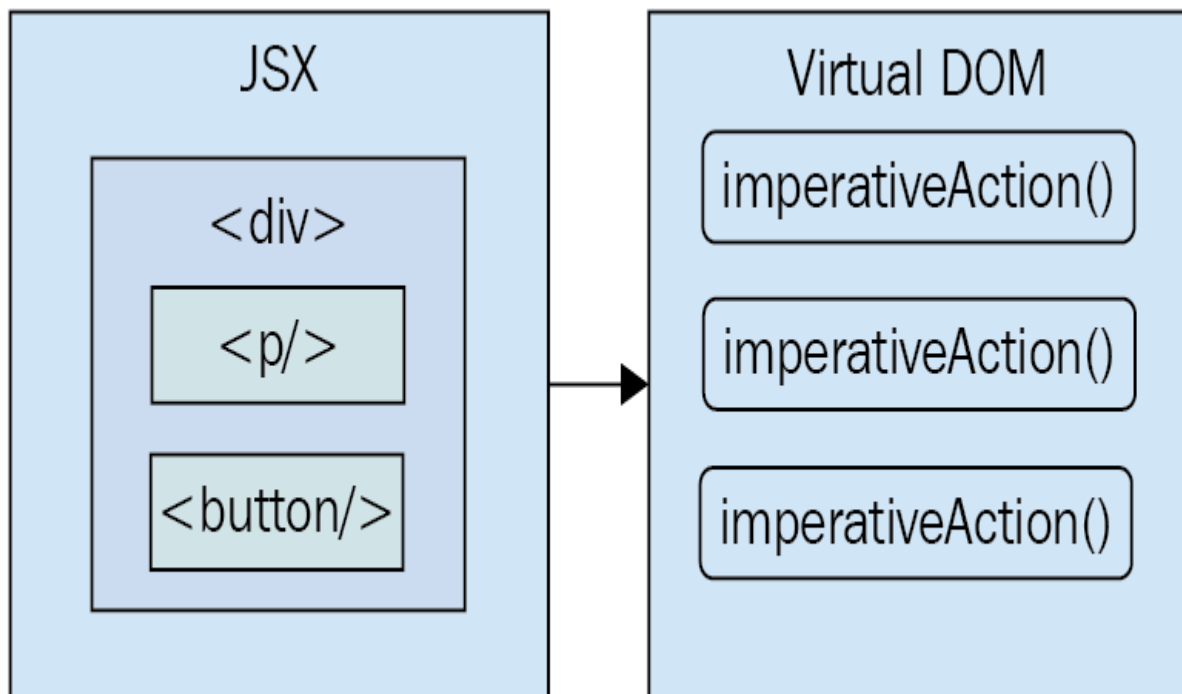 JSX
<div>
<p/>
<button/>
Virtual DOM
imperativeAction()
imperativeAction()
imperativeAction()